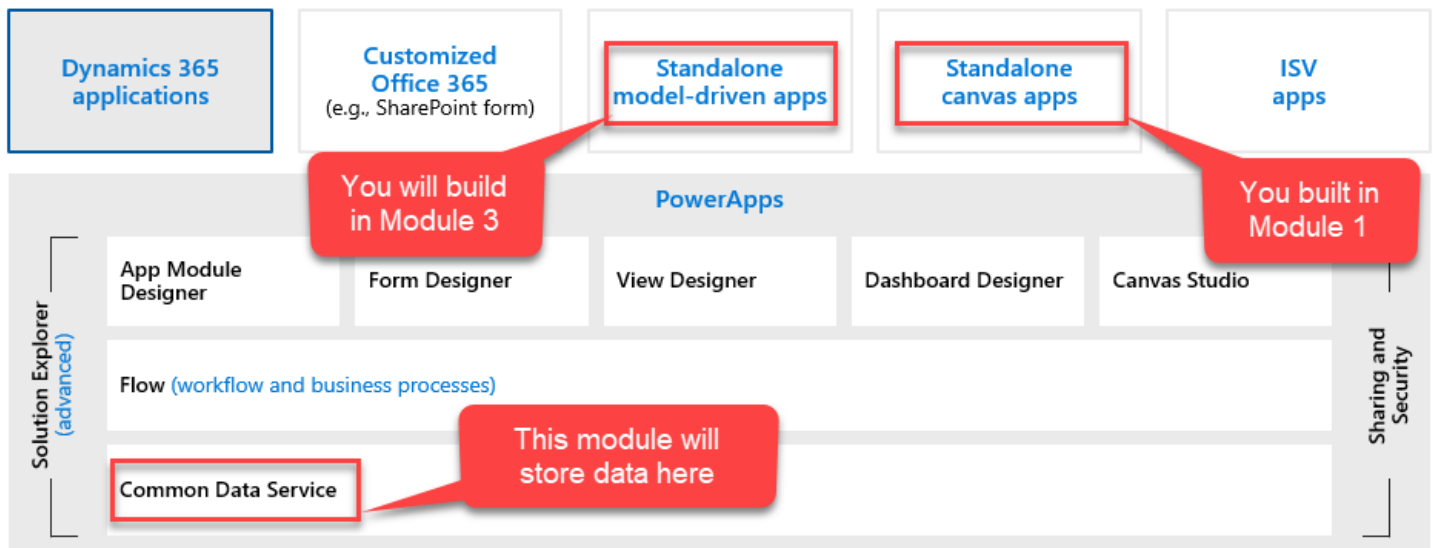 Dynamics 365
applications
Customized
Office 365
(e.g., SharePoint form)
Standalone
model-driven apps
Standalone
canvas apps
ISV
apps
You will build
in Module 3
PowerApps
You built in
Module 1
Solution Explorer
(advanced)
App Module
Designer
Form Designer
View Designer
Dashboard Designer
Canvas Studio
Sharing and
Security
Flow (workflow and business processes)
This module will
store data here
Common Data Service